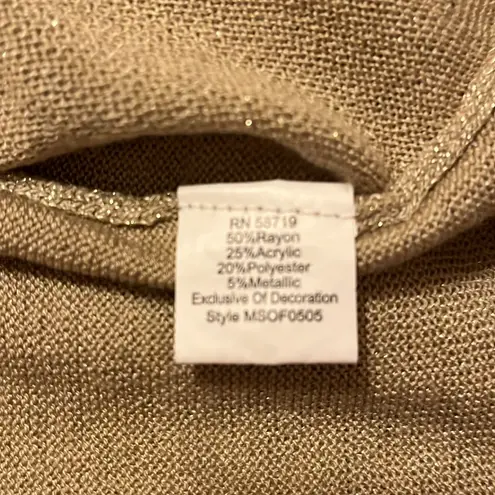 RN 58719
50%Rayon
25%Acrylic
20%Polyester
5%Metallic
Exclusive Of Decoration
Style MSOF0505